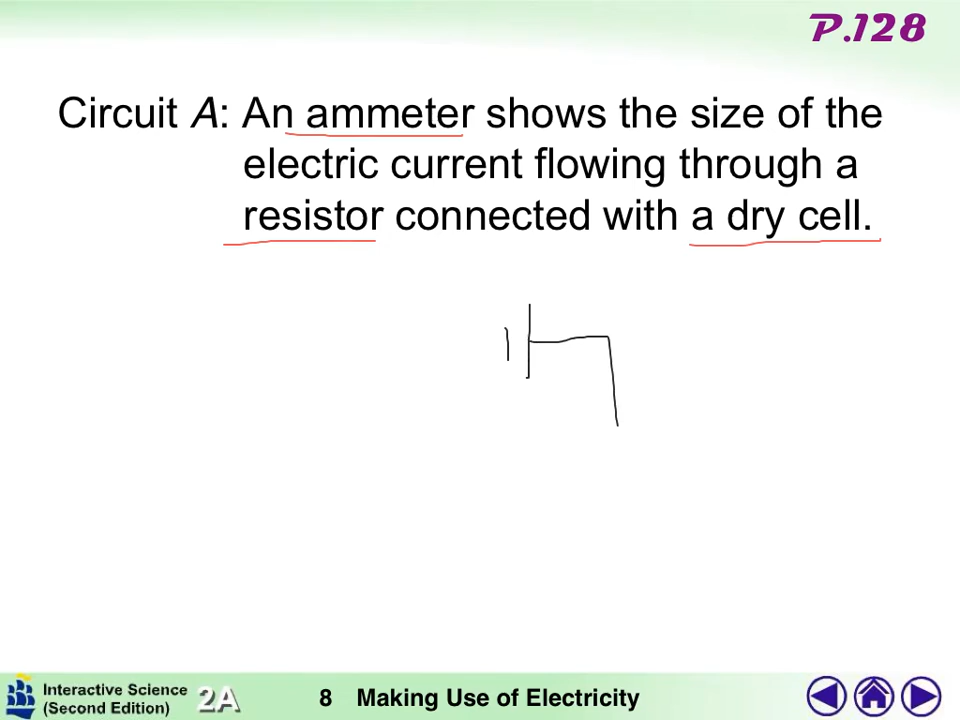 P.128
Circuit A: An ammeter shows the size of the
electric current flowing through a
resistor connected with a dry cell.
Interactive Science
(Second Edition)
2A
8 Making Use of Electricity